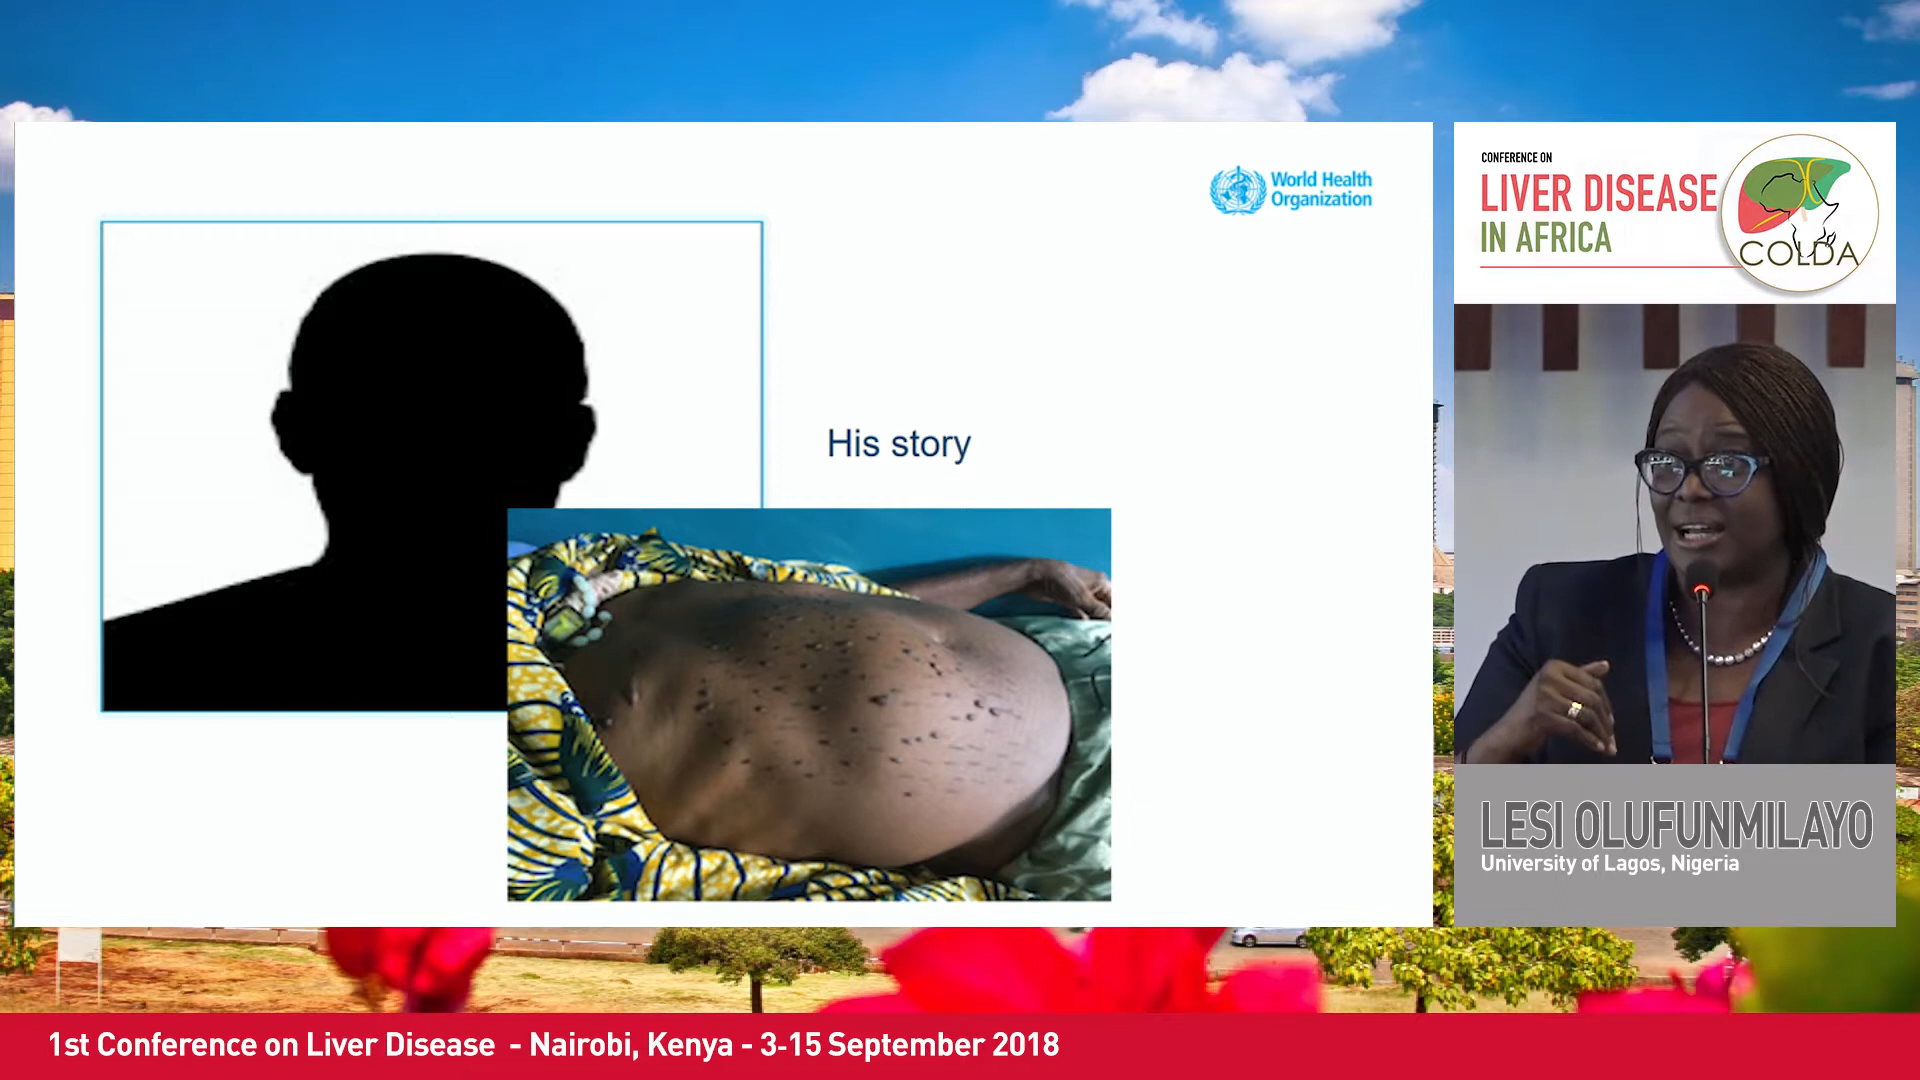 World Health
Organization
His story
CONFERENCE ON
LIVER DISEASE
IN AFRICA
COLDA
LESI OLUFUNMILAYO
University of Lagos, Nigeria
1st Conference on Liver Disease - Nairobi, Kenya - 3-15 September 2018